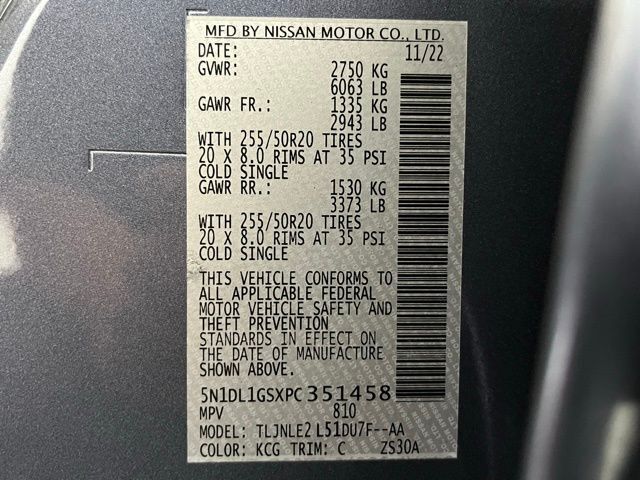 MFD BY NISSAN MOTOR CO., LTD.
DATE: 11/22
GVWR: 2750 KG
6063 LB
GAWR FR.: 1335 KG
2943 LB
WITH 255/50R20 TIRES
20 X 8.0 RIMS AT 35 PSI
COLD SINGLE
GAWR RR.: 1530 KG
3373 LB
WITH 255/50R20 TIRES
20 X 8.0 RIMS AT 35 PSI
COLD SINGLE
THIS VEHICLE CONFORMS TO
ALL APPLICABLE FEDERAL
MOTOR VEHICLE SAFETY AND
THEFT PREVENTION
STANDARDS IN EFFECT ON
THE DATE OF MANUFACTURE
SHOWN ABOVE.
5N1DL1GSXPC351458
MPV 810
MODEL: TLJNLE2 L51DU7F--AA
COLOR: KCG TRIM: C ZS30A